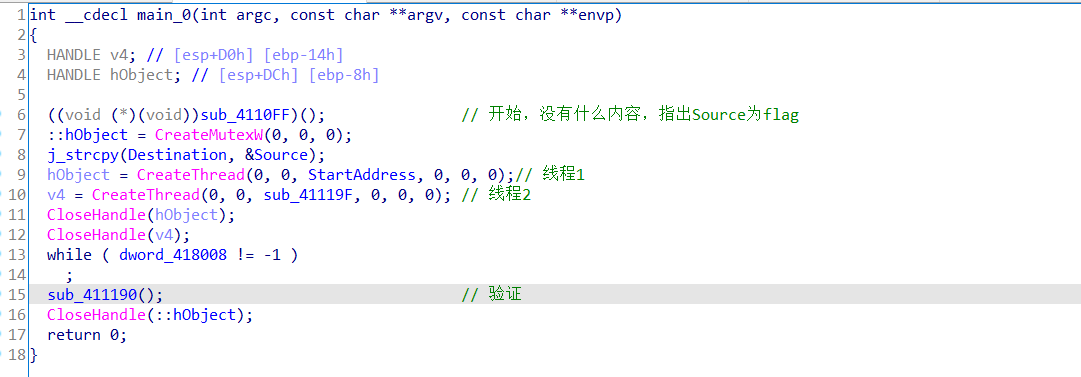 1 int __cdecl main_0(int argc, const char **argv, const char **envp)
2 {
3 HANDLE v4; // [esp+D0h] [ebp-14h]
4 HANDLE hObject; // [esp+DCh] [ebp-8h]
5
6 ((void (*)(void))sub_4110FF)(); // 开始，没有什么内容，指出Source为flag
7 ::hObject = CreateMutexW(0, 0, 0);
8 j_strcpy(Destination, &Source);
9 hObject = CreateThread(0, 0, StartAddress, 0, 0, 0);// 线程1
10 v4 = CreateThread(0, 0, sub_41119F, 0, 0, 0); // 线程2
11 CloseHandle(hObject);
12 CloseHandle(v4);
13 while ( dword_418008 != -1 )
14 ;
15 sub_411190(); // 验证
16 CloseHandle(::hObject);
17 return 0;
18 }